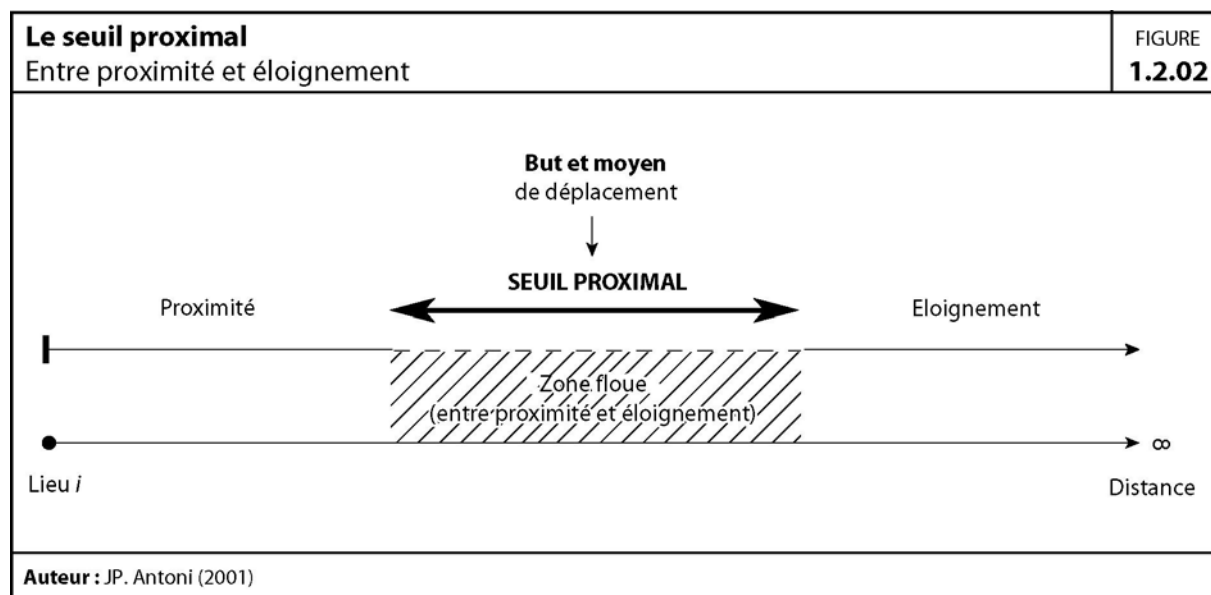 Le seuil proximal
Entre proximité et éloignement
FIGURE
1.2.02
But et moyen
de déplacement
SEUIL PROXIMAL
Proximité
Eloignement
Zone floue
(entre proximité et éloignement)
∞
Lieu i
Distance
Auteur : JP. Antoni (2001)